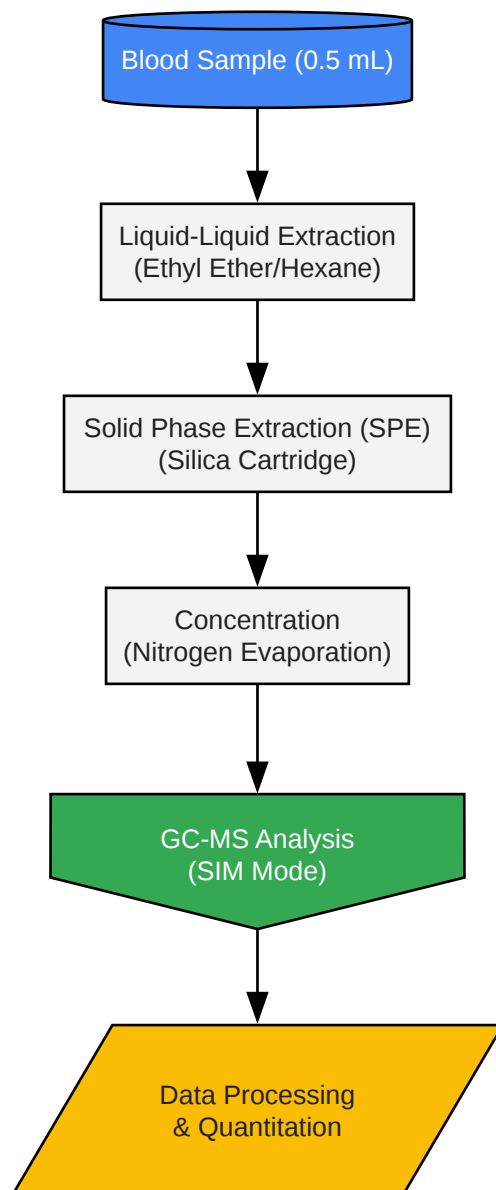 Blood Sample (0.5 mL)
Liquid-Liquid Extraction
(Ethyl Ether/Hexane)
Solid Phase Extraction (SPE)
(Silica Cartridge)
Concentration
(Nitrogen Evaporation)
GC-MS Analysis
(SIM Mode)
Data Processing
& Quantitation